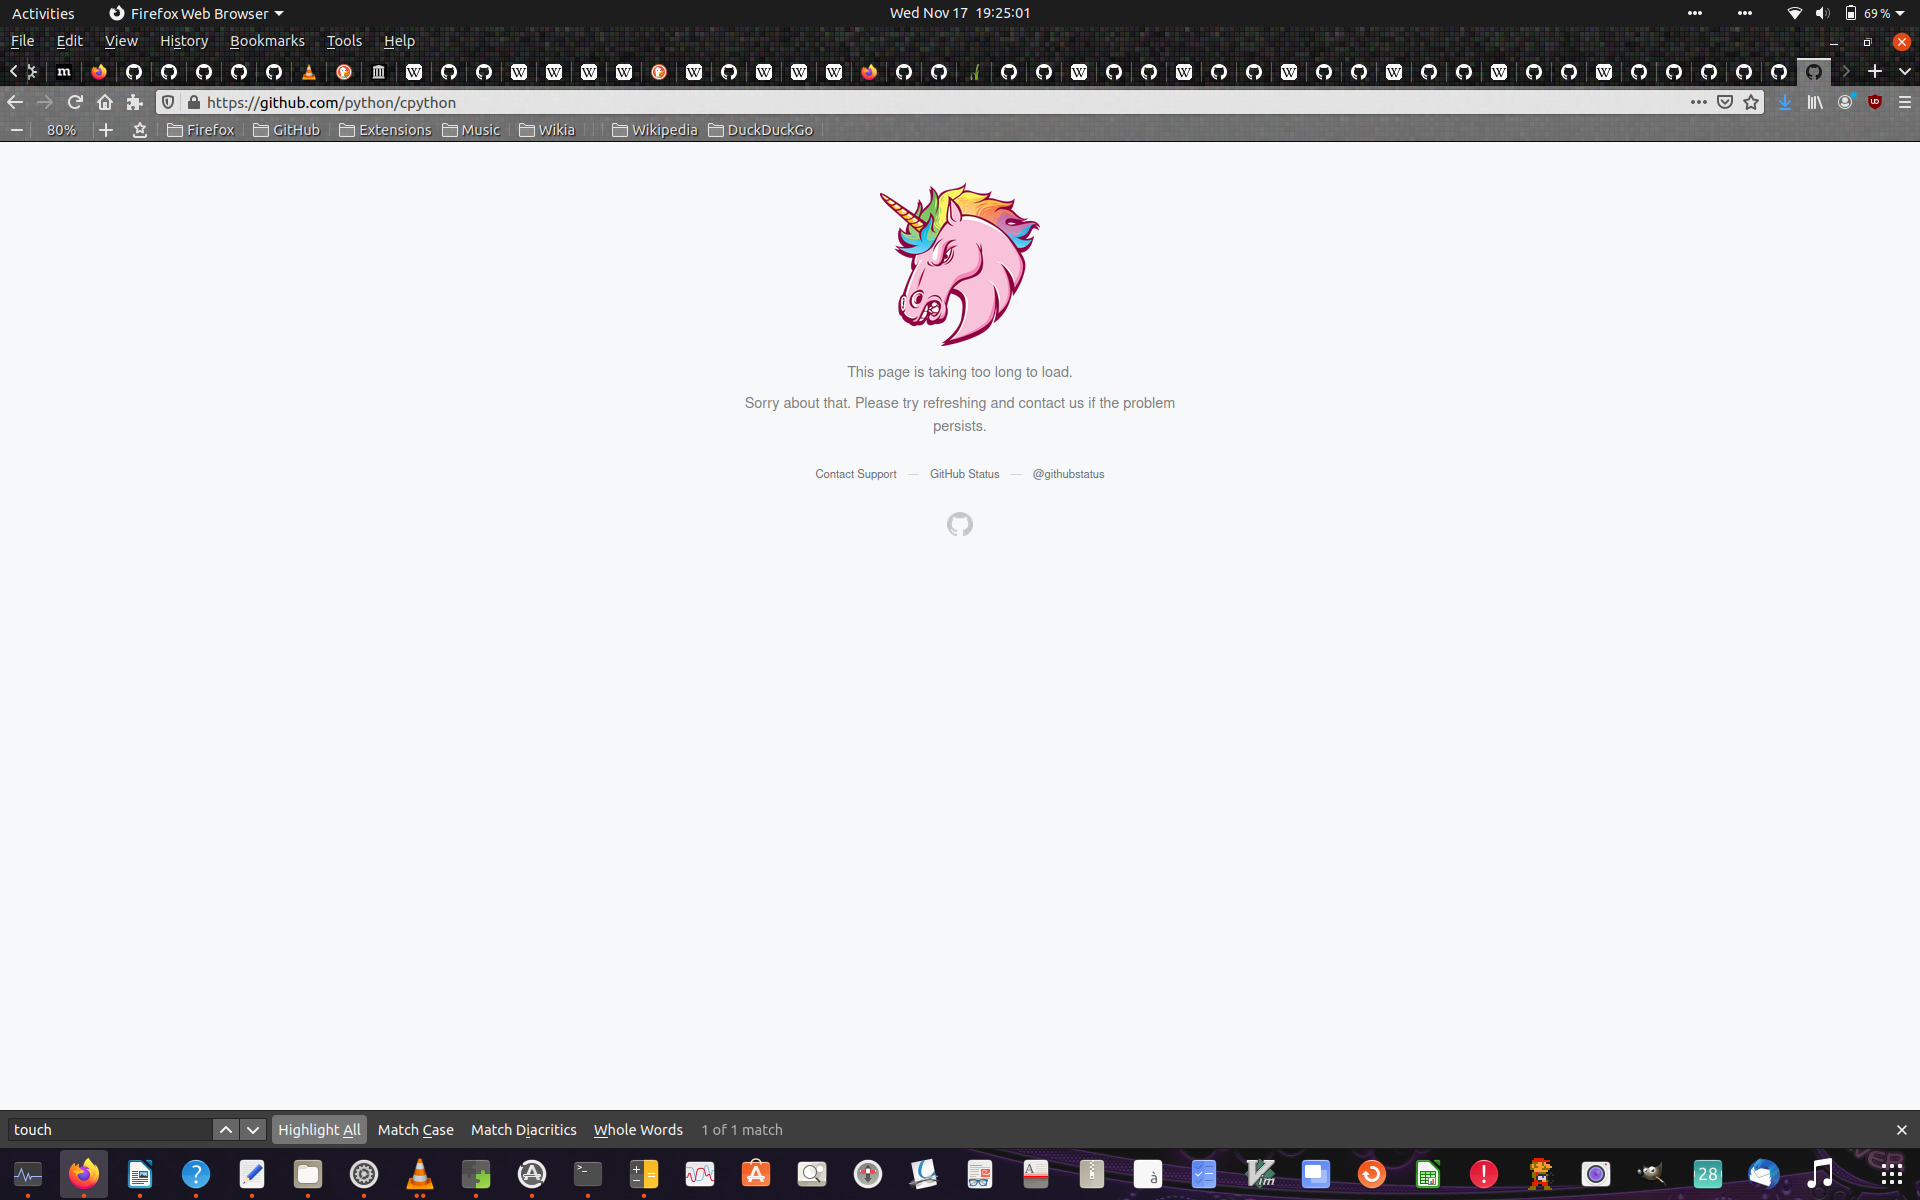 Activities Firefox Web Browser Wed Nov 17 19:25:01 69 %
File Edit View History Bookmarks Tools Help
https://github.com/python/cpython
80% Firefox GitHub Extensions Music Wikia Wikipedia DuckDuckGo
This page is taking too long to load.
Sorry about that. Please try refreshing and contact us if the problem
persists.
Contact Support — GitHub Status — @githubstatus
touch Highlight All Match Case Match Diacritics Whole Words 1 of 1 match
28